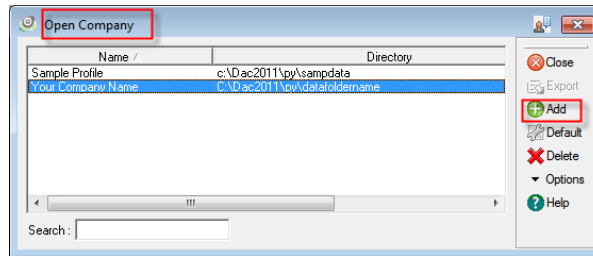 Open Company
Name Directory
Close
Sample Profile c:\Dac2011\py\sampdata
Your Company Name C:\Dac2011\py\datafoldername
Export
Add
Default
Delete
Options
Help
Search :